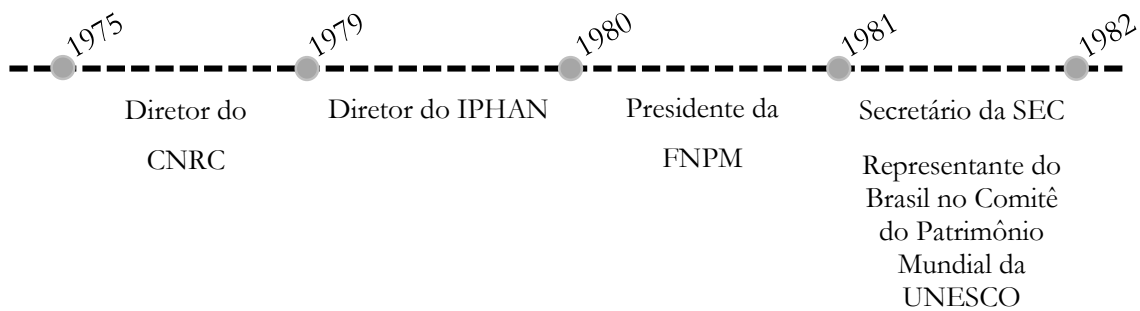 1975
1979
1980
1981
1982
Diretor do
CNRC
Diretor do IPHAN
Presidente da
FNPM
Secretário da SEC
Representante do
Brasil no Comitê
do Patrimônio
Mundial da
UNESCO